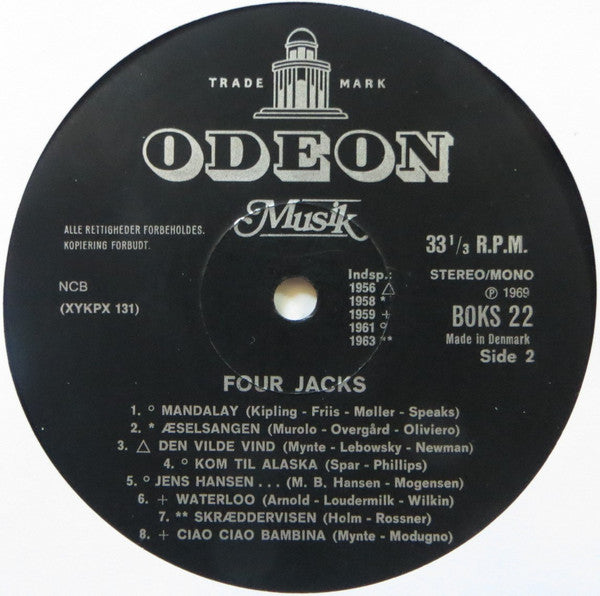 TRADE MARK
ODEON
Musik
ALLE RETTIGHEDER FORBEHOLDES.
KOPIERING FORBUDT.
NCB
(XYKPX 131)
Indsp.:
1956 △
1958 *
1959 +
1961 °
1963 **
33 1/3 R.P.M.
STEREO/MONO
Ⓟ 1969
BOKS 22
Made in Denmark
Side 2
FOUR JACKS
1. ° MANDALAY (Kipling - Friis - Møller - Speaks)
2. * ÆSELSANGEN (Murolo - Overgård - Oliviero)
3. △ DEN VILDE VIND (Mynte - Lebowsky - Newman)
4. ° KOM TIL ALASKA (Spar - Phillips)
5. ° JENS HANSEN . . . (M. B. Hansen - Mogensen)
6. + WATERLOO (Arnold - Loudermilk - Wilkin)
7. ** SKRÆDDERVISEN (Holm - Rossner)
8. + CIAO CIAO BAMBINA (Mynte - Modugno)